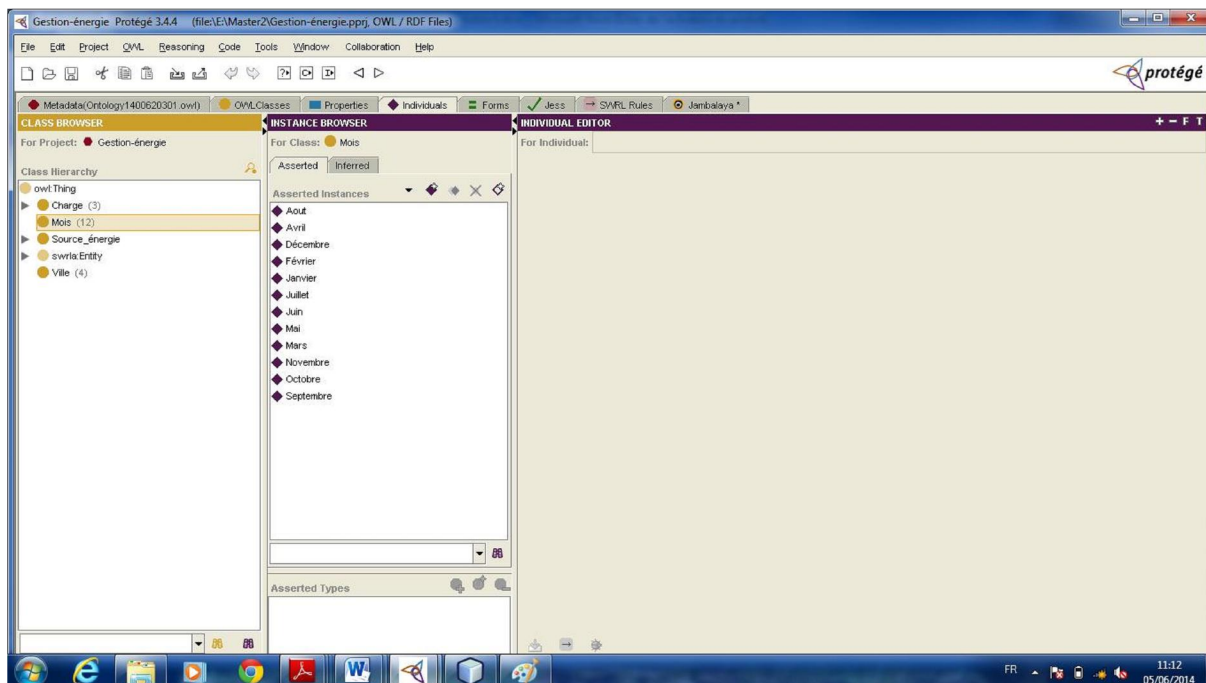 Gestion-énergie Protégé 3.4.4 (file:\E:\Master2\Gestion-énergie.pprj, OWL / RDF Files)
File Edit Project OWL Reasoning Code Tools Window Collaboration Help
protégé
Metadata(Ontology1400620301.owl) OWLClasses Properties Individuals Forms Jess SWRL Rules Jambalaya *
CLASS BROWSER
For Project: Gestion-énergie
Class Hierarchy
owl:Thing
Charge (3)
Mois (12)
Source_énergie
swrla:Entity
Ville (4)
INSTANCE BROWSER
For Class: Mois
Asserted Inferred
Asserted Instances
Aout
Avril
Décembre
Février
Janvier
Juillet
Juin
Mai
Mars
Novembre
Octobre
Septembre
Asserted Types
INDIVIDUAL EDITOR + − F T
For Individual:
FR
11:12
05/06/2014